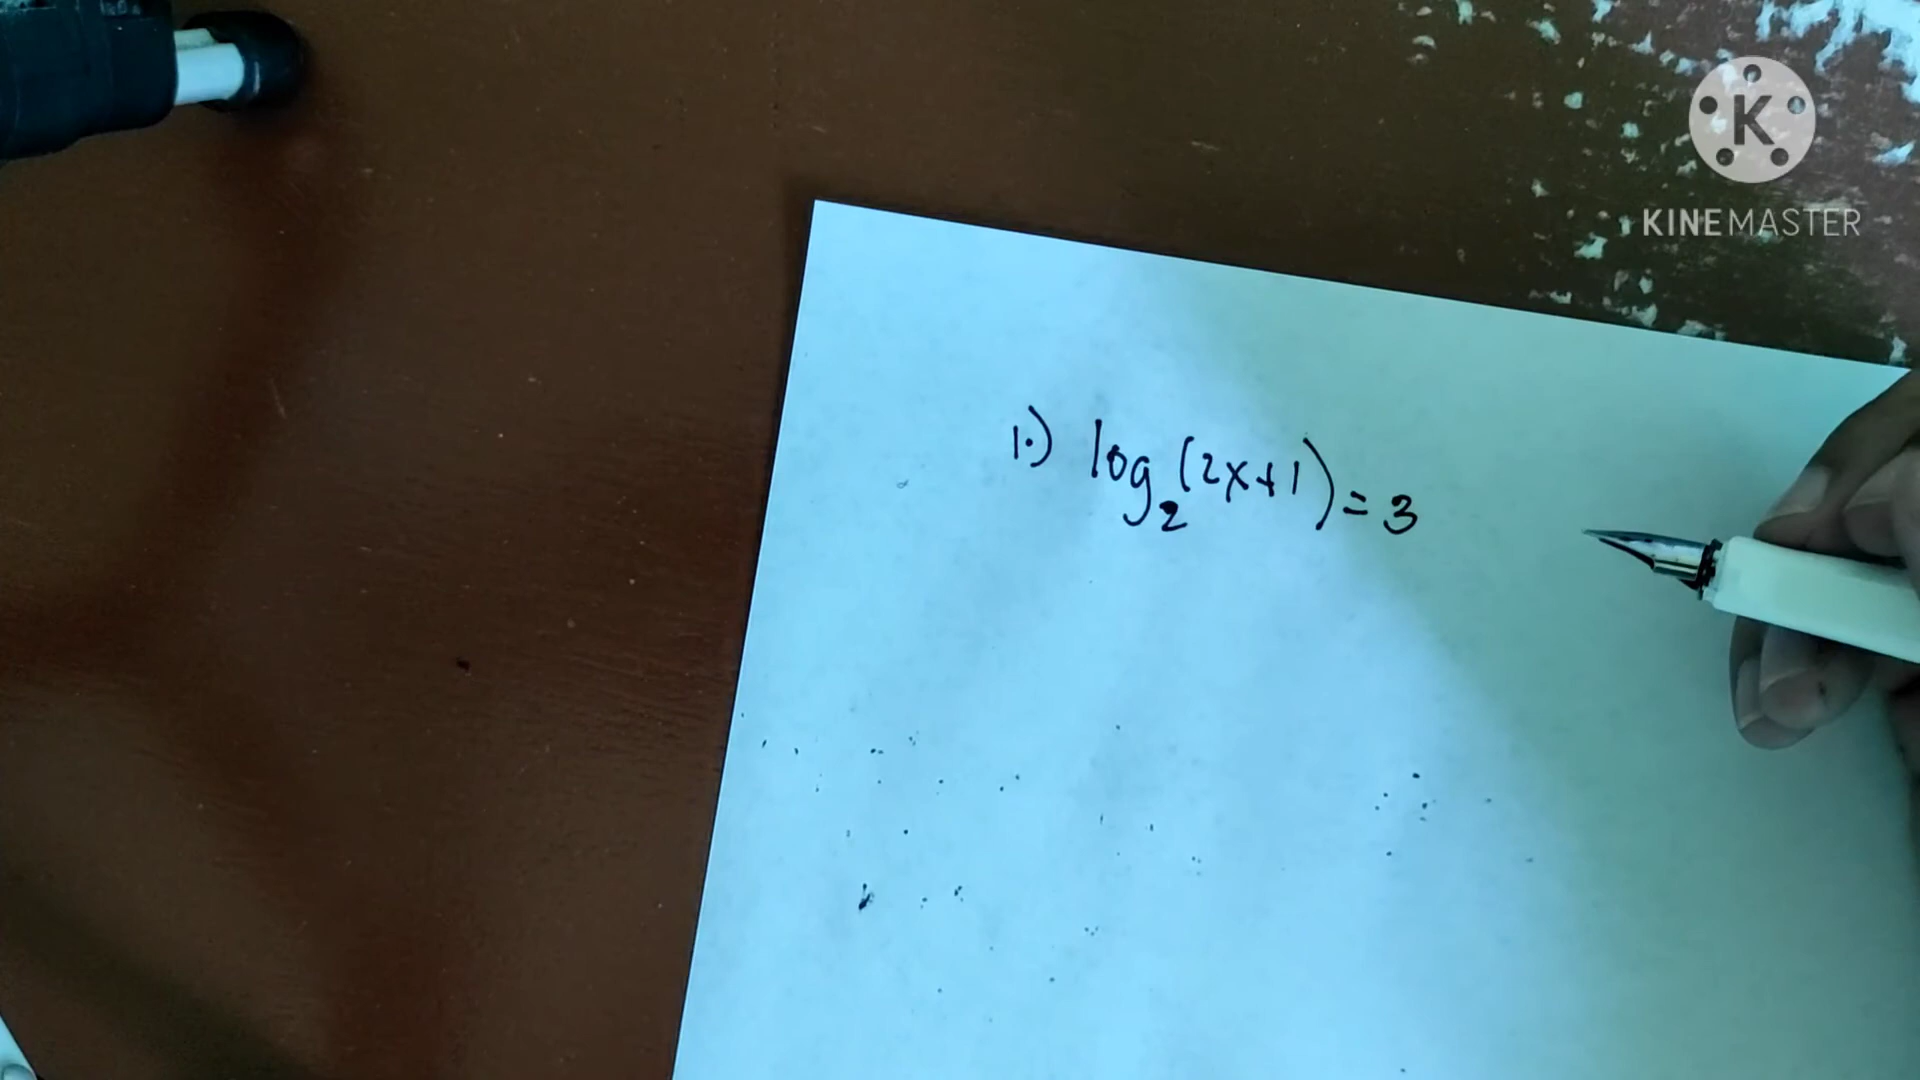 1.) log₂(2x+1) = 3
KINEMASTER